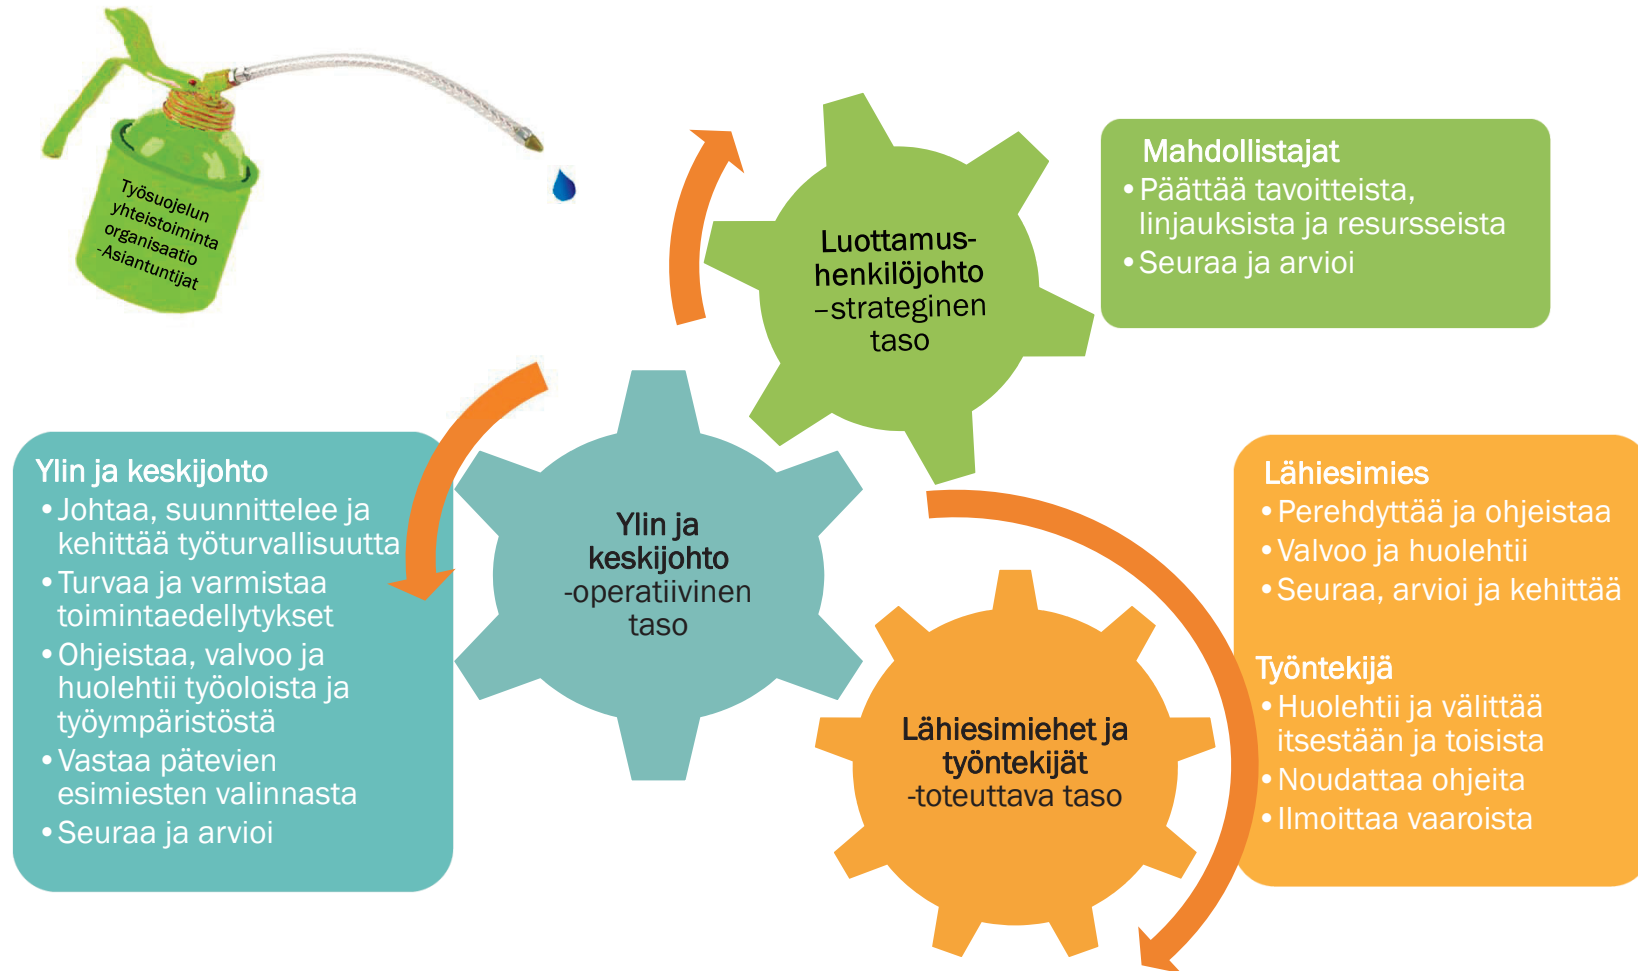 Työsuojelun
yhteistoiminta
organisaatio
-Asiantuntijat
Luottamus-
henkilöjohto
–strateginen
taso
Mahdollistajat
•Päättää tavoitteista,
linjauksista ja resursseista
•Seuraa ja arvioi
Ylin ja keskijohto
•Johtaa, suunnittelee ja
kehittää työturvallisuutta
•Turvaa ja varmistaa
toimintaedellytykset
•Ohjeistaa, valvoo ja
huolehtii työoloista ja
työympäristöstä
•Vastaa pätevien
esimiesten valinnasta
•Seuraa ja arvioi
Ylin ja
keskijohto
-operatiivinen
taso
Lähiesimiehet ja
työntekijät
-toteuttava taso
Lähiesimies
•Perehdyttää ja ohjeistaa
•Valvoo ja huolehtii
•Seuraa, arvioi ja kehittää
Työntekijä
•Huolehtii ja välittää
itsestään ja toisista
•Noudattaa ohjeita
•Ilmoittaa vaaroista